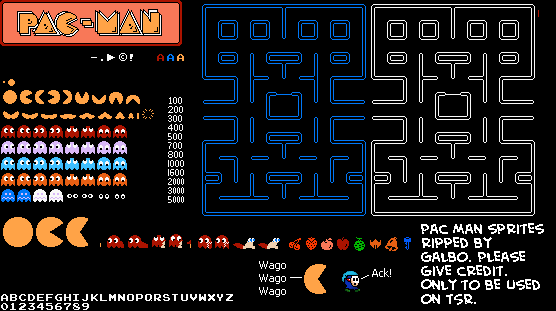 PAC-MAN
-.▶©! AAA
100
200
300
400
500
700
800
1000
1600
2000
3000
5000
Wago
Wago
Wago
Ack!
PAC MAN SPRITES
RIPPED BY
GALBO. PLEASE
GIVE CREDIT.
ONLY TO BE USED
ON TSR.
ABCDEFGHIJKLMNOPQRSTUVWXYZ
0123456789